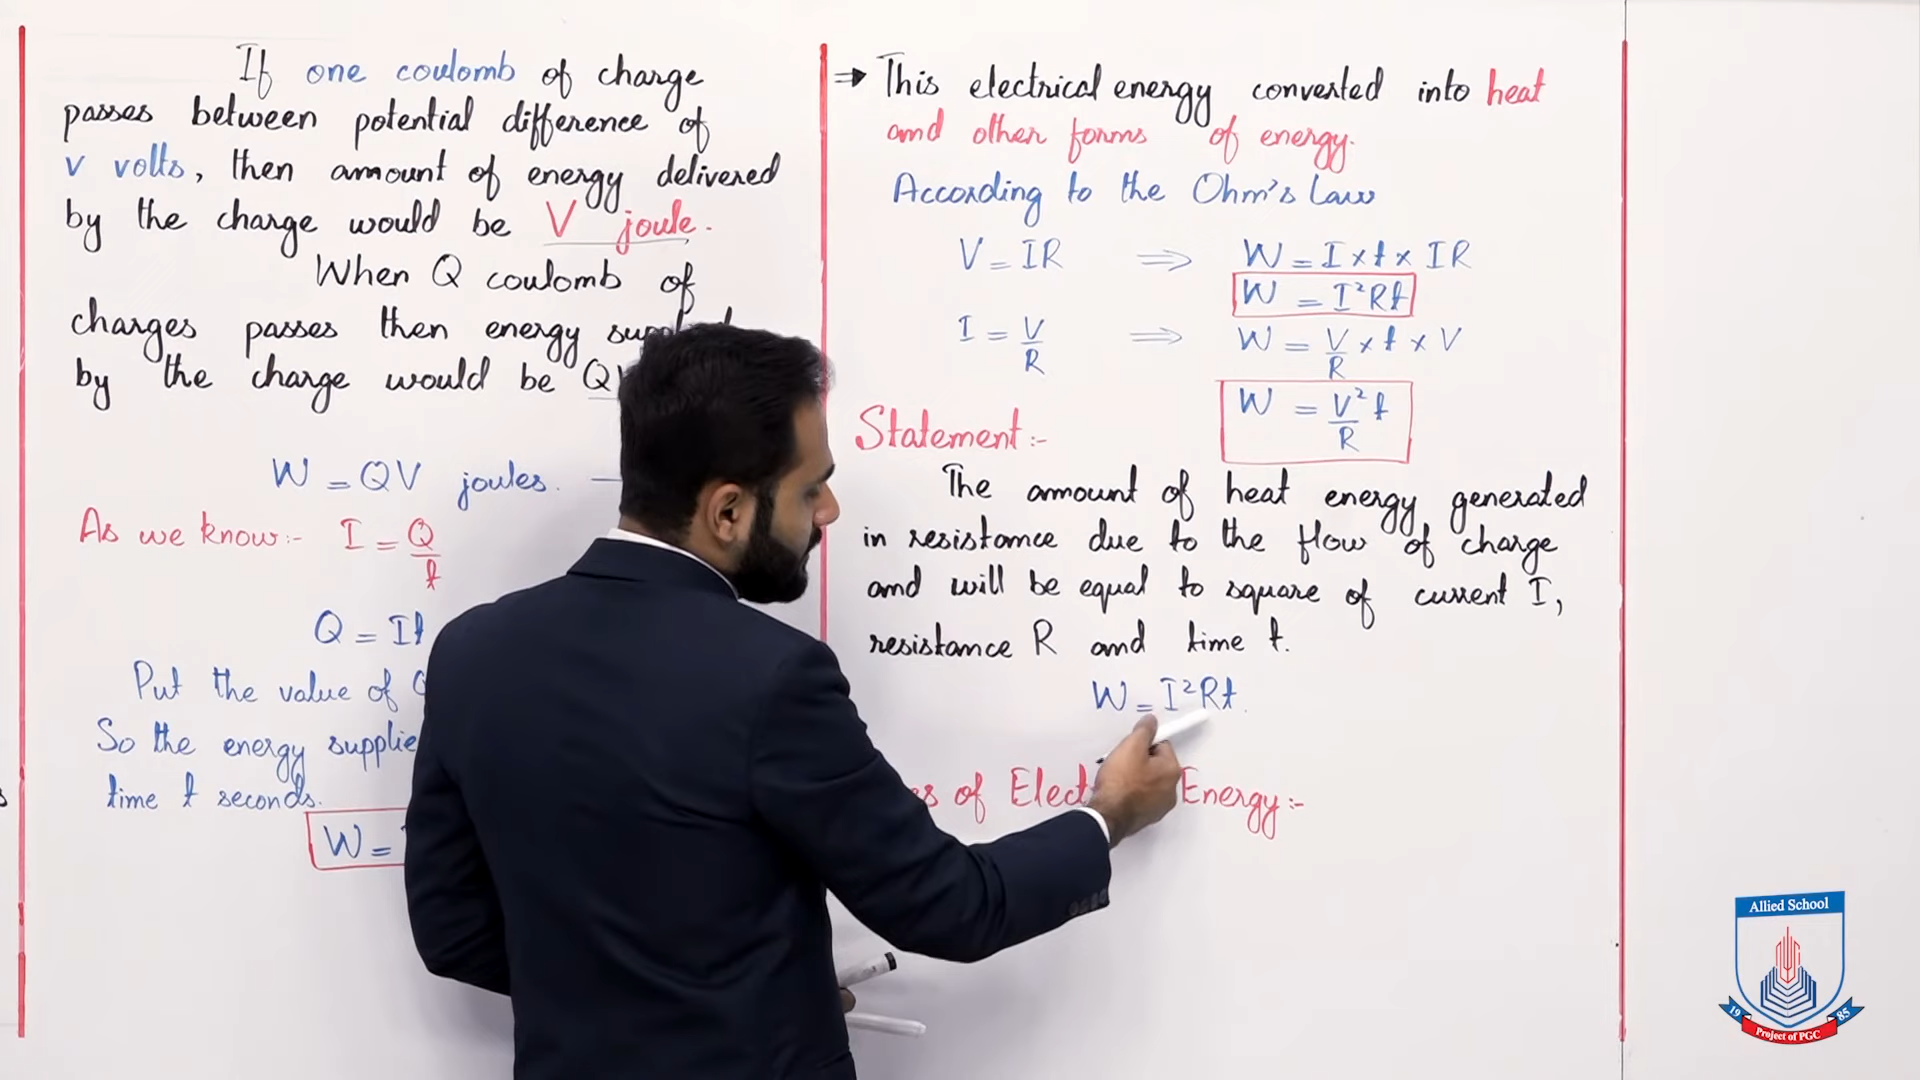 If one coulomb of charge
passes between potential difference of
V volts, then amount of energy delivered
by the charge would be V joule.
When Q coulomb of
charges passes then energy
by the charge would be
W = QV joules.
As we know:- I = Q/t
Q = It
Put the value of
So the energy
time t seconds.
W =
⇒ This electrical energy converted into heat
and other forms of energy.
According to the Ohm's Law
V = IR ⇒ W = I × t × IR
W = I²Rt
I = V/R ⇒ W = V/R × t × V
W = V²/R t
Statement:-
The amount of heat energy generated
in resistance due to the flow of charge
and will be equal to square of current I,
resistance R and time t.
W = I²Rt.
of Energy:-
Allied School
19 85
Project of PGC